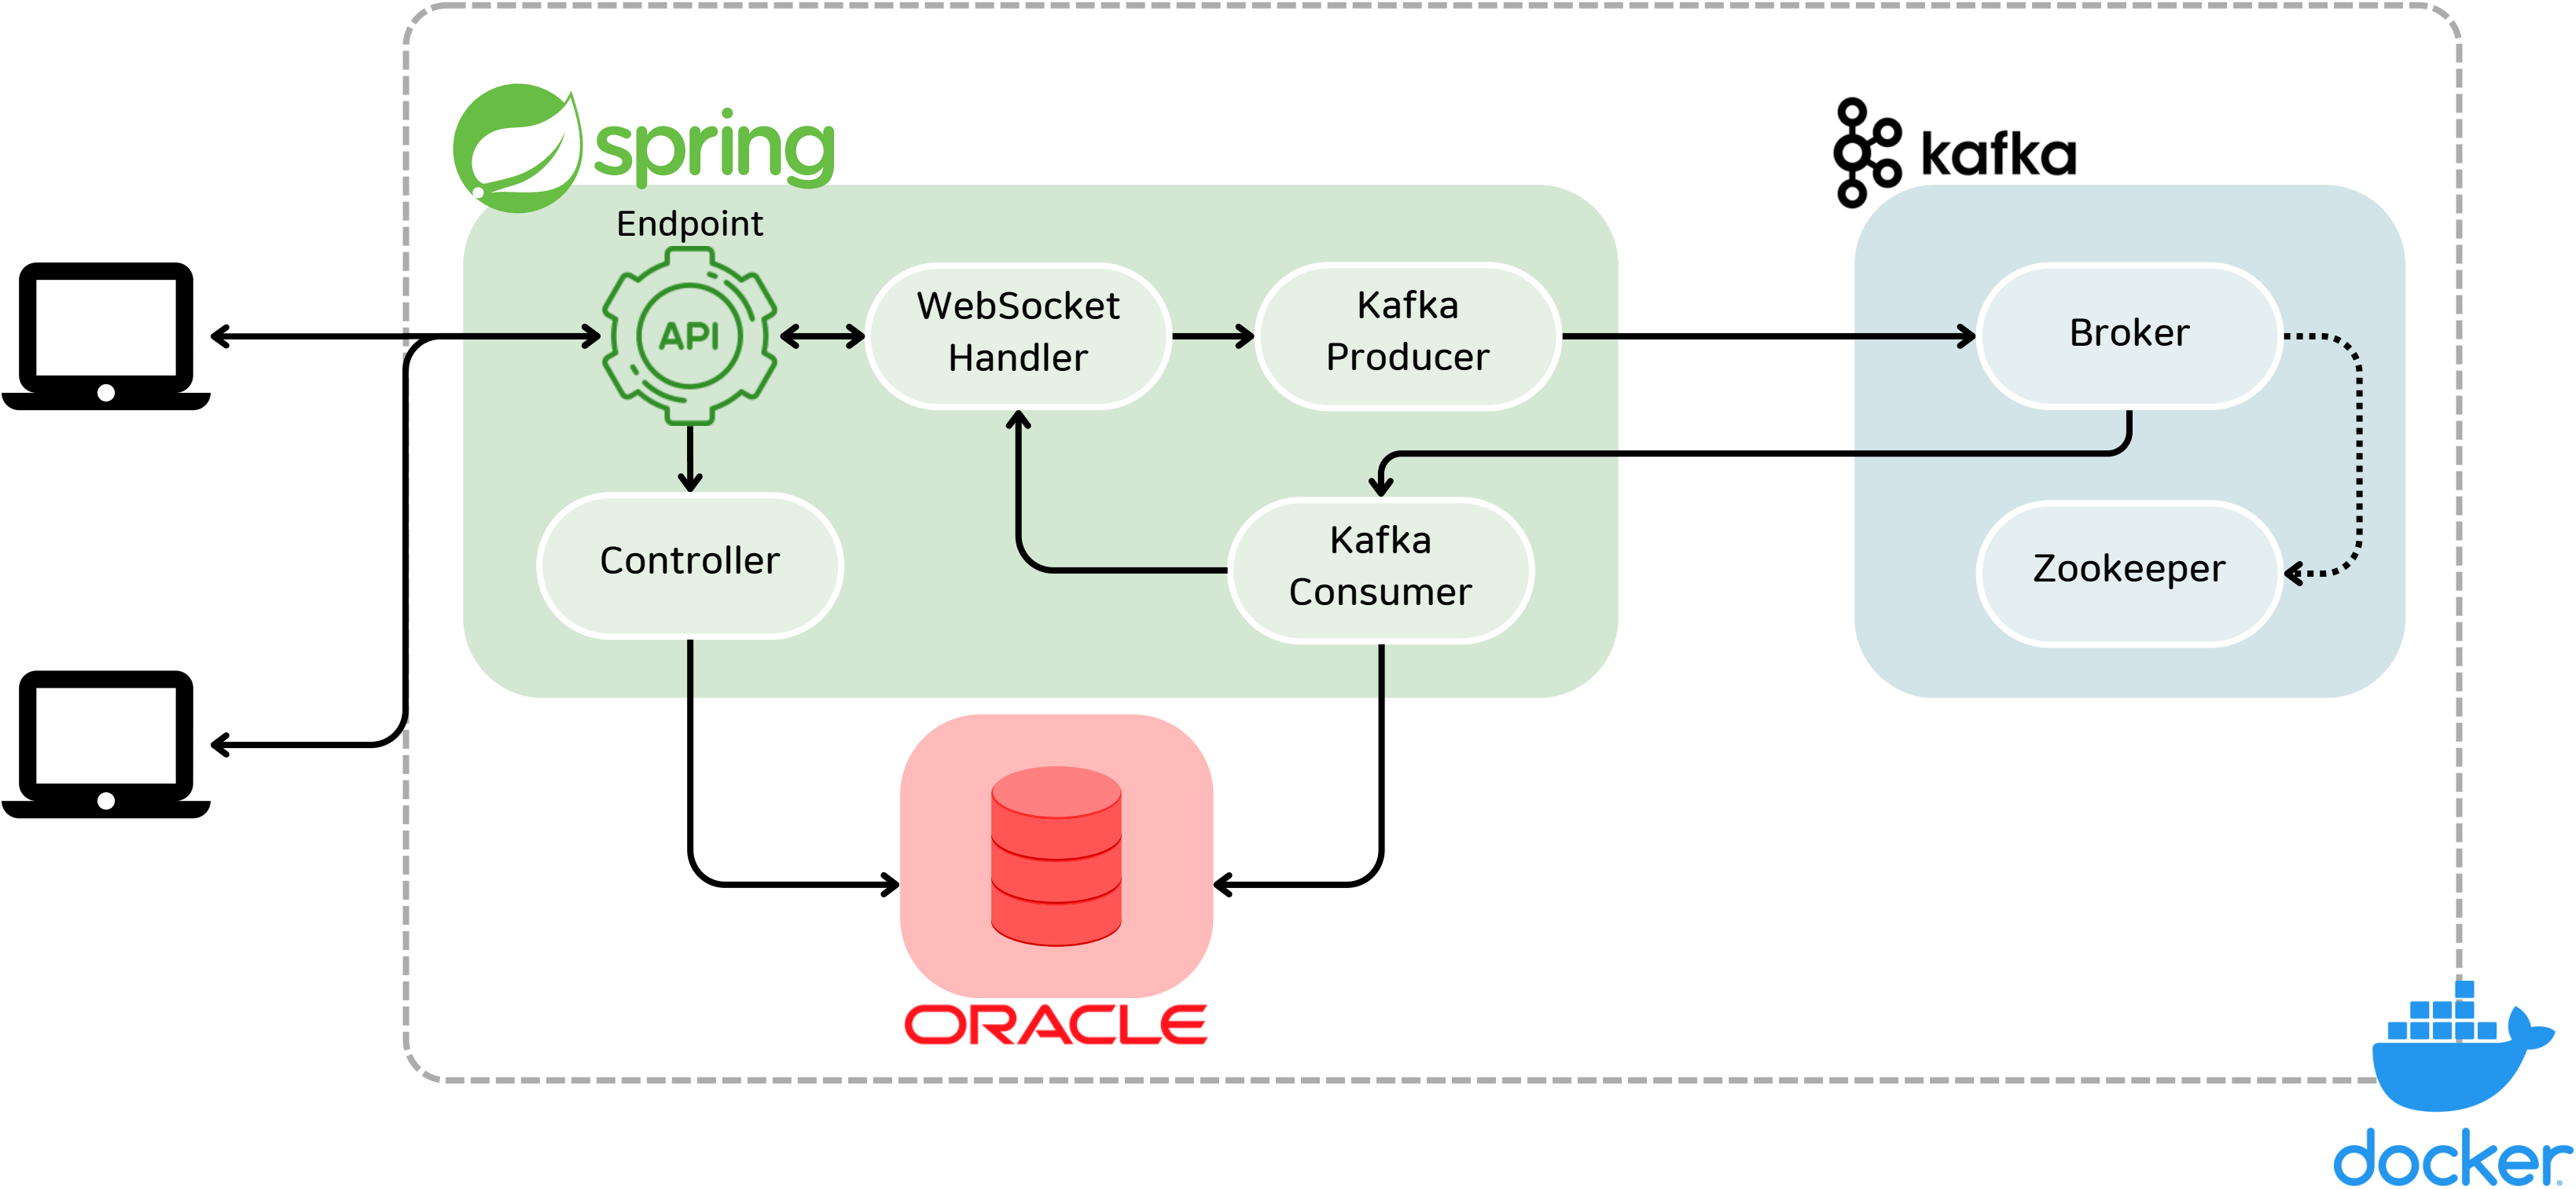 spring
kafka
Endpoint
API
WebSocket
Handler
Kafka
Producer
Broker
Controller
Kafka
Consumer
Zookeeper
ORACLE
docker